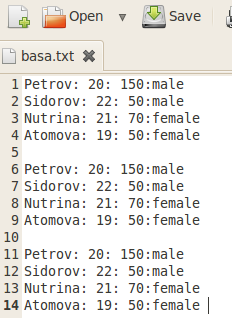 Open Save
basa.txt
1 Petrov: 20: 150:male
2 Sidorov: 22: 50:male
3 Nutrina: 21: 70:female
4 Atomova: 19: 50:female
5
6 Petrov: 20: 150:male
7 Sidorov: 22: 50:male
8 Nutrina: 21: 70:female
9 Atomova: 19: 50:female
10
11 Petrov: 20: 150:male
12 Sidorov: 22: 50:male
13 Nutrina: 21: 70:female
14 Atomova: 19: 50:female